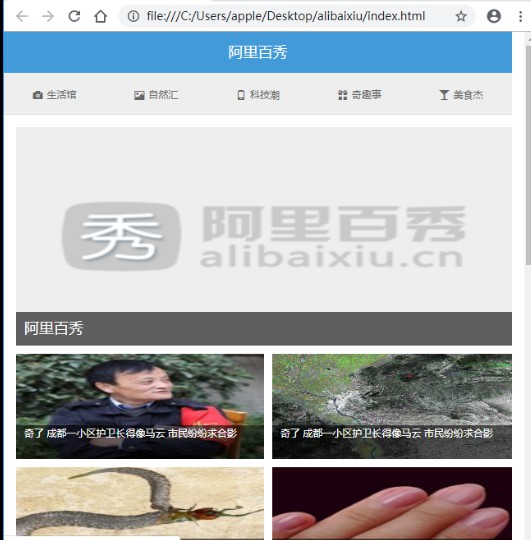 file:///C:/Users/apple/Desktop/alibaixiu/index.html
阿里百秀
生活馆 自然汇 科技潮 奇趣事 美食杰
秀 阿里百秀
alibaixiu.cn
阿里百秀
奇了 成都一小区护卫长得像马云 市民纷纷求合影
奇了 成都一小区护卫长得像马云 市民纷纷求合影